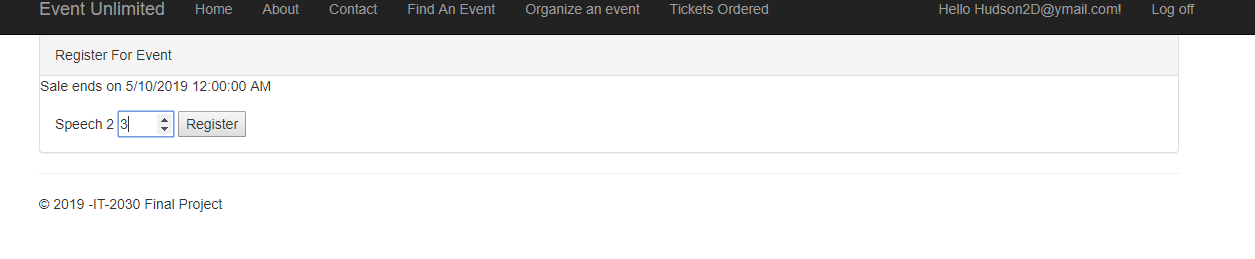 Event Unlimited Home About Contact Find An Event Organize an event Tickets Ordered Hello Hudson2D@ymail.com! Log off
Register For Event
Sale ends on 5/10/2019 12:00:00 AM
Speech 2 3 Register
© 2019 -IT-2030 Final Project